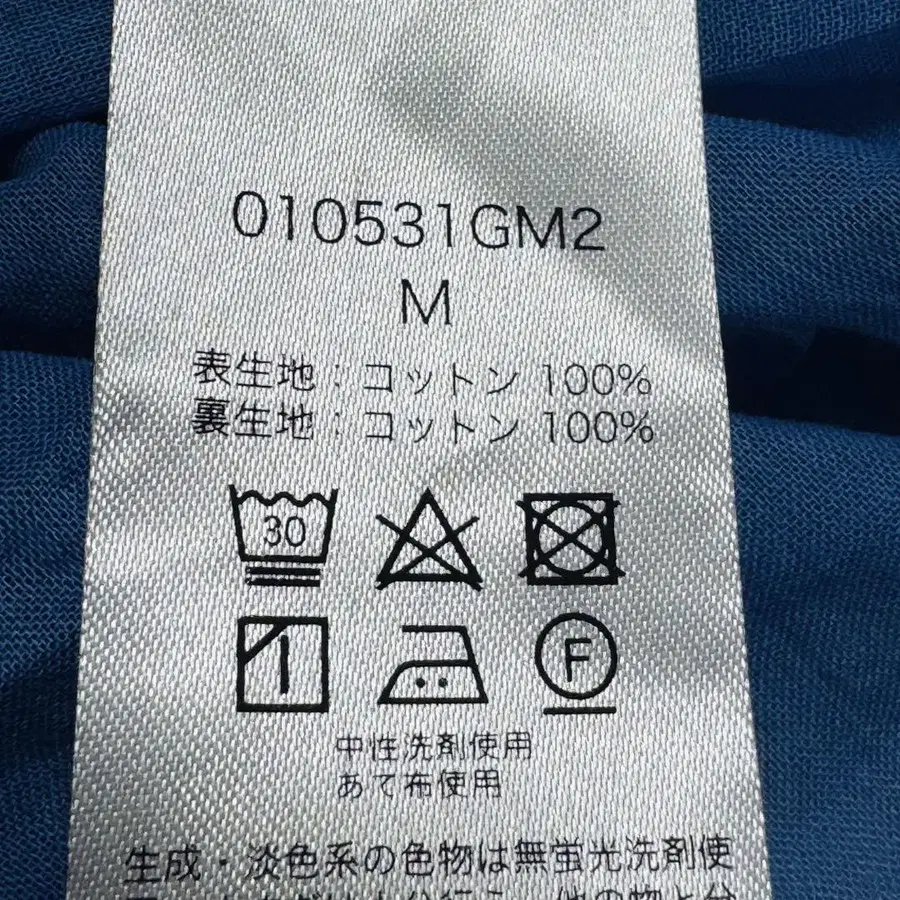 010531GM2
M
表生地：コットン 100%
裏生地：コットン 100%
30
F
中性洗剤使用
あて布使用
生成・淡色系の色物は無蛍光洗剤使